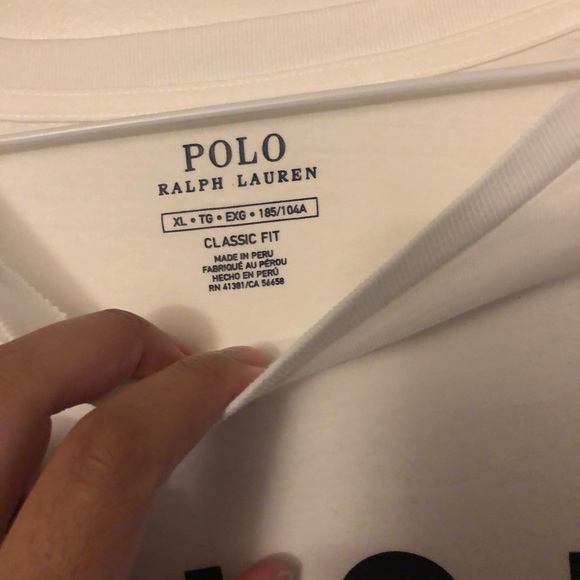 POLO
RALPH LAUREN
XL • TG • EXG • 185/104A
CLASSIC FIT
MADE IN PERU
FABRIQUÉ AU PÉROU
HECHO EN PERÚ
RN 41381/CA 56658